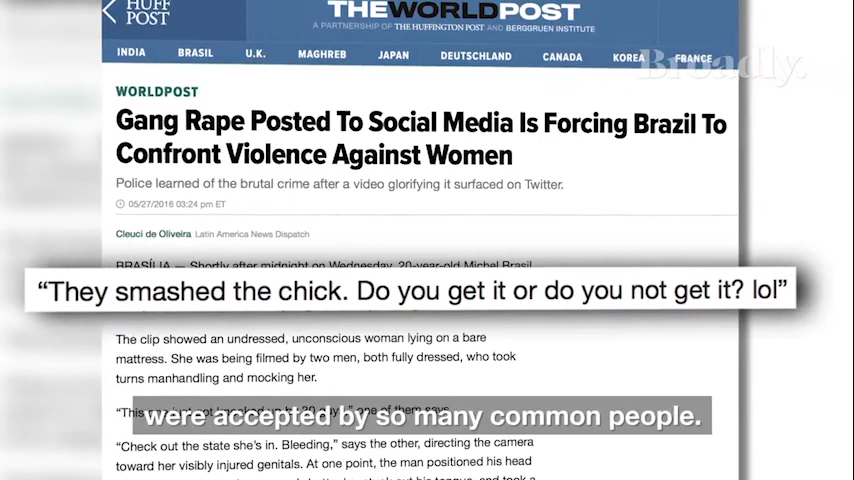 HUFF
POST
THEWORLDPOST
A PARTNERSHIP OF THE HUFFINGTON POST AND BERGGRUEN INSTITUTE
INDIA BRASIL U.K. MAGHREB JAPAN DEUTSCHLAND CANADA KOREA FRANCE
Broadly.
WORLDPOST
Gang Rape Posted To Social Media Is Forcing Brazil To
Confront Violence Against Women
Police learned of the brutal crime after a video glorifying it surfaced on Twitter.
05/27/2016 03:24 pm ET
Cleuci de Oliveira Latin America News Dispatch
BRASÍLIA — Shortly after midnight on Wednesday, 20-year-old Michel Brasil
“They smashed the chick. Do you get it or do you not get it? lol”
The clip showed an undressed, unconscious woman lying on a bare
mattress. She was being filmed by two men, both fully dressed, who took
turns manhandling and mocking her.
were accepted by so many common people.
“Check out the state she’s in. Bleeding,” says the other, directing the camera
toward her visibly injured genitals. At one point, the man positioned his head